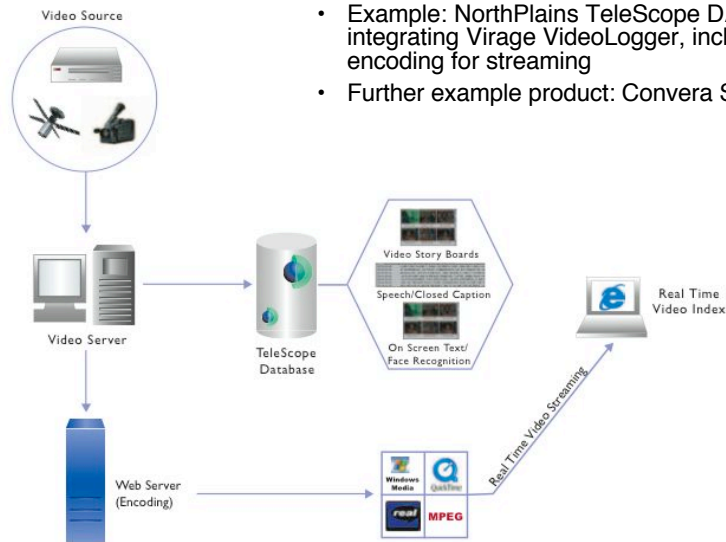 • Example: NorthPlains TeleScope
integrating Virage VideoLogger,
encoding for streaming
• Further example product: Convera
Video Source
Video Server
TeleScope
Database
Video Story Boards
Speech/Closed Caption
On Screen Text/
Face Recognition
Real Time
Video Index
Real Time Video Streaming
Web Server
(Encoding)
Windows
Media
QuickTime
real
MPEG